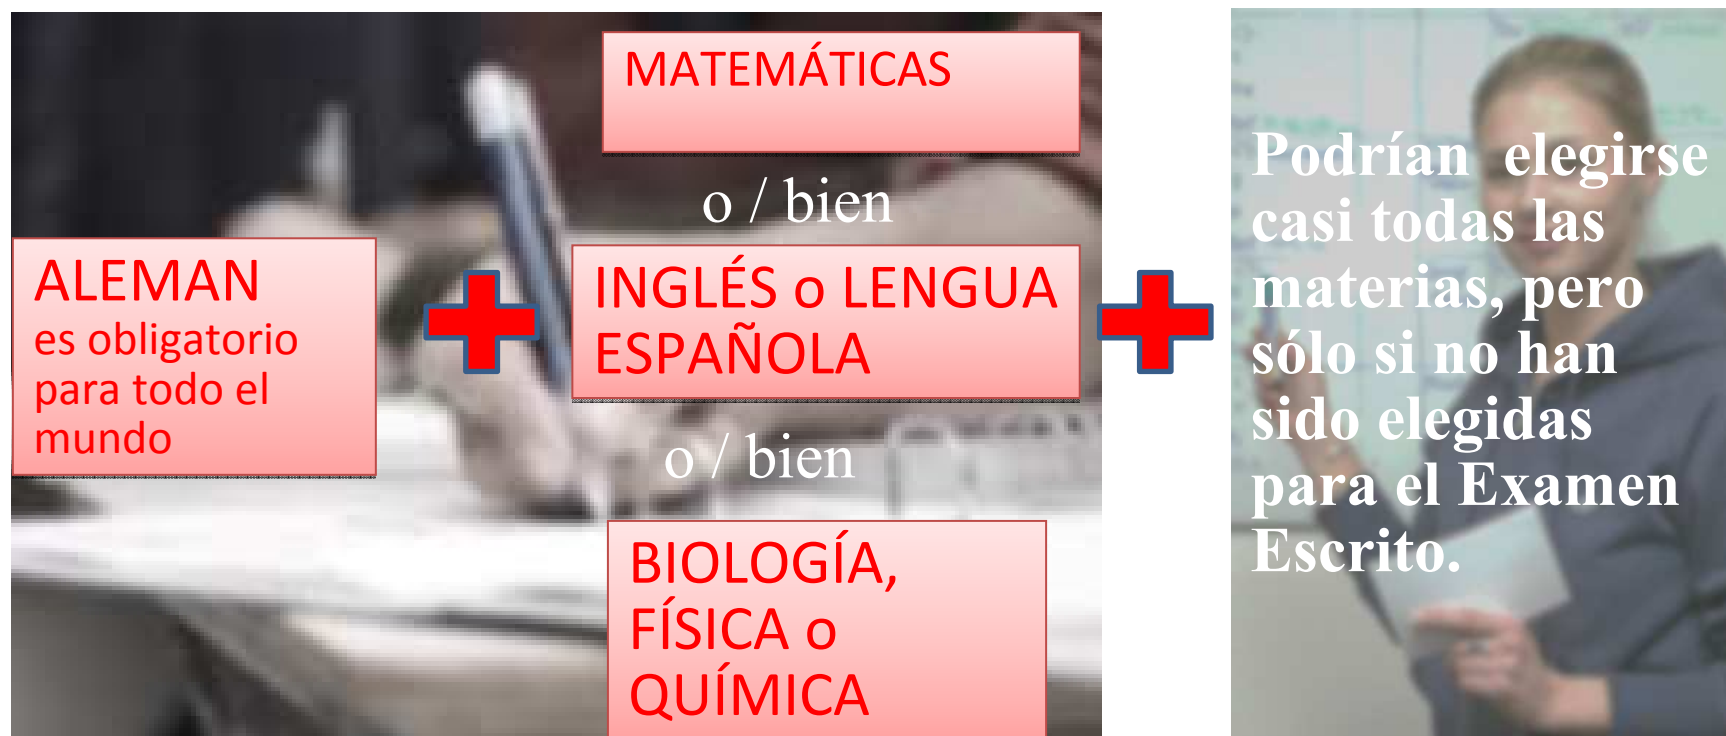 ALEMAN
es obligatorio
para todo el
mundo
MATEMÁTICAS
o / bien
INGLÉS o LENGUA
ESPAÑOLA
o / bien
BIOLOGÍA,
FÍSICA o
QUÍMICA
Podrían elegirse
casi todas las
materias, pero
sólo si no han
sido elegidas
para el Examen
Escrito.